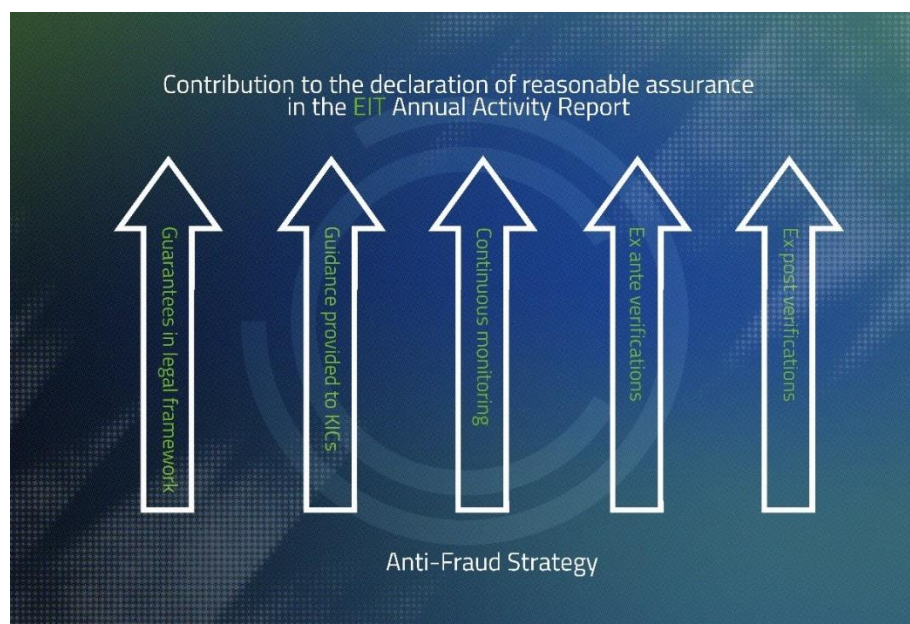 Contribution to the declaration of reasonable assurance
in the EIT Annual Activity Report
Guarantees in legal framework
Guidance provided to KICs
Continuous monitoring
Ex ante verifications
Ex post verifications
Anti-Fraud Strategy